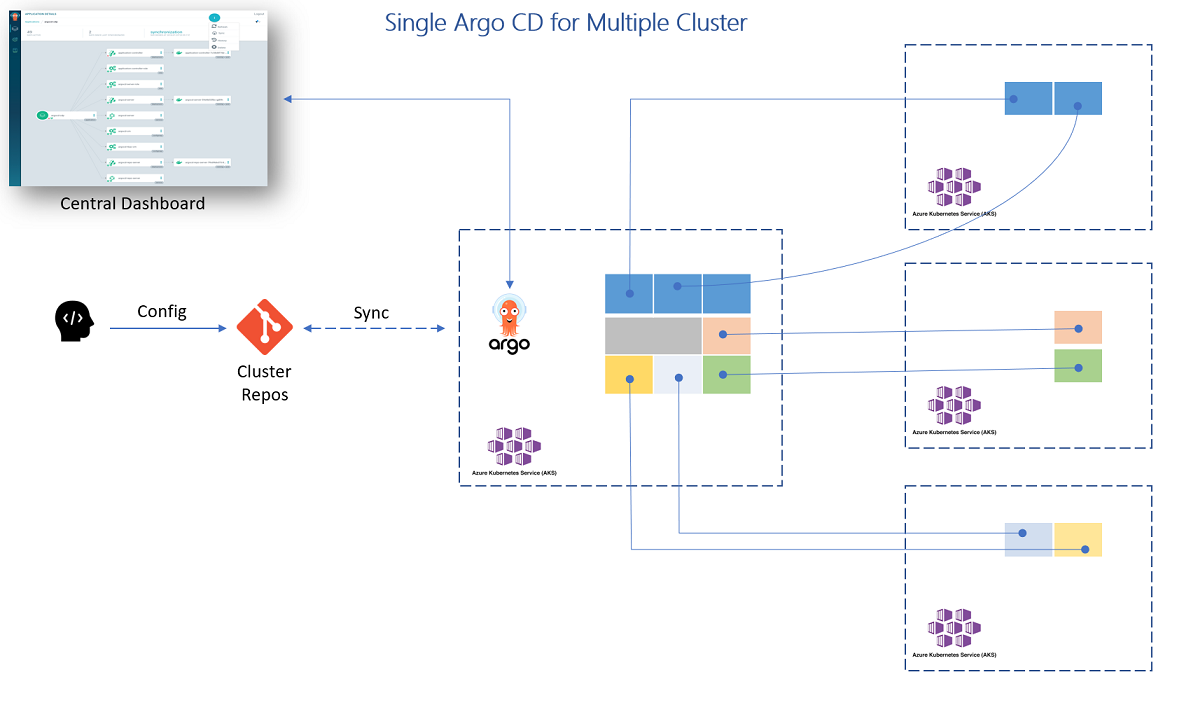 Single Argo CD for Multiple Cluster
Central Dashboard
Config
Sync
Cluster
Repos
argo
Azure Kubernetes Service (AKS)
Azure Kubernetes Service (AKS)
Azure Kubernetes Service (AKS)
Azure Kubernetes Service (AKS)